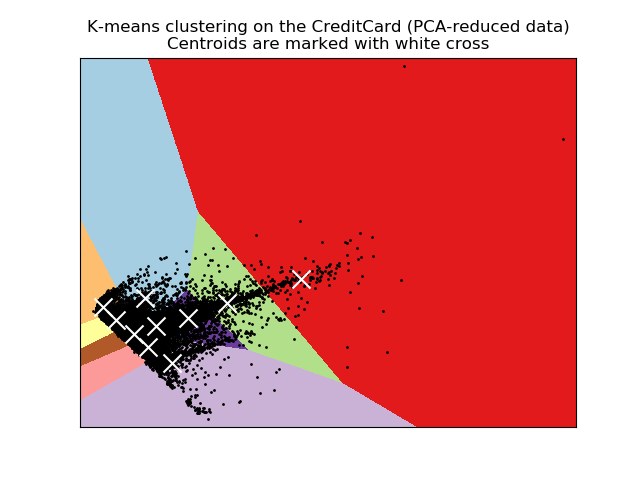 K-means clustering on the CreditCard (PCA-reduced data)
Centroids are marked with white cross